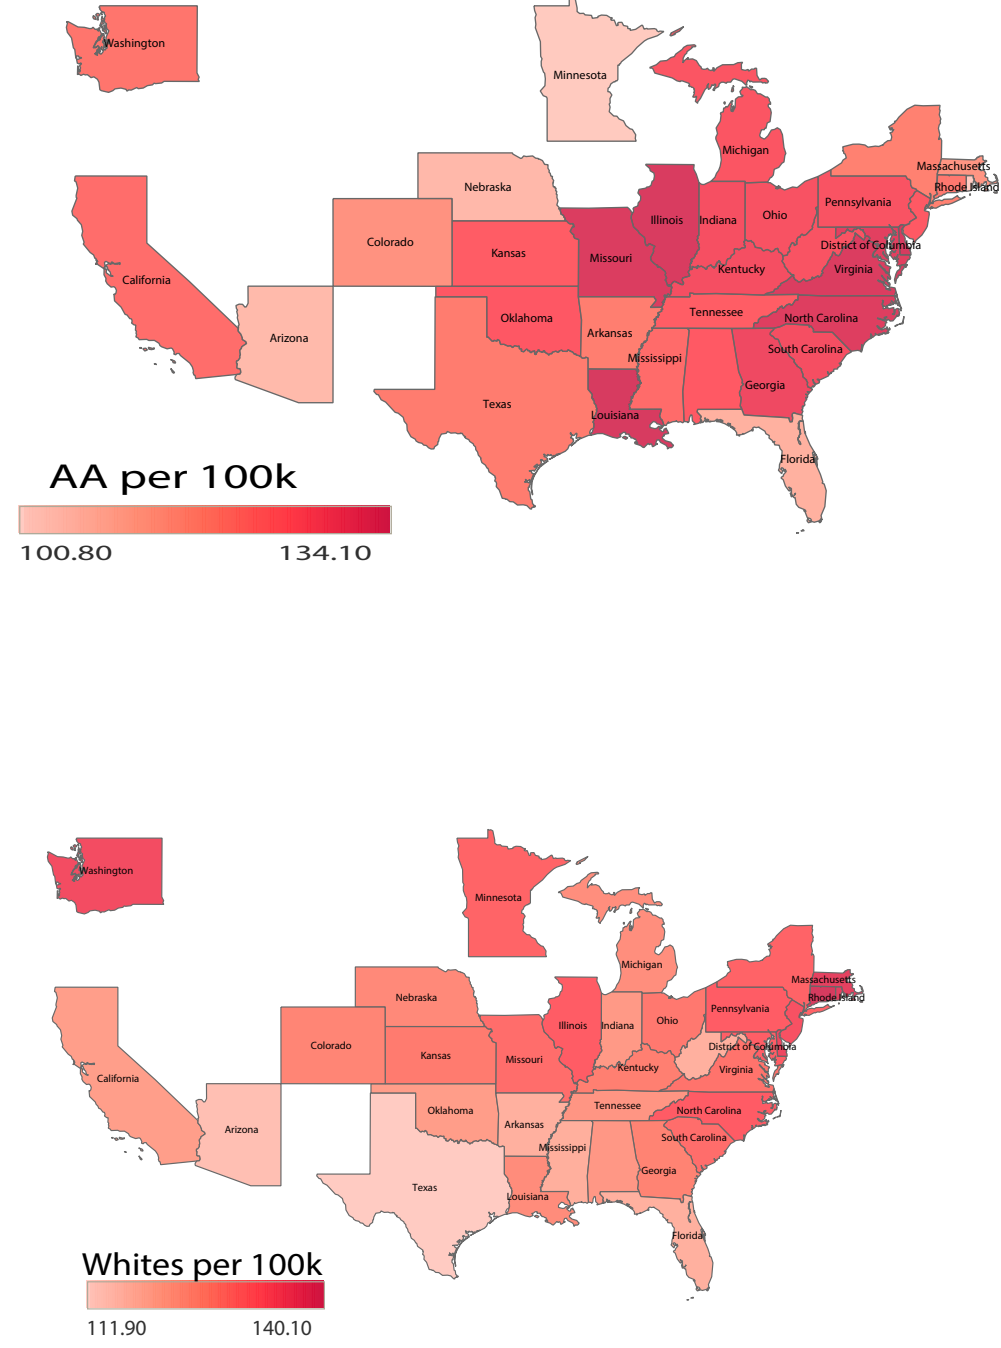 Washington
Minnesota
Michigan
Massachusetts
Nebraska
Rhode Island
Pennsylvania
Illinois
Indiana
Ohio
Colorado
District of Columbia
Kansas
Missouri
Kentucky
Virginia
California
Tennessee
Oklahoma
North Carolina
Arizona
Arkansas
South Carolina
Mississippi
Georgia
Texas
Louisiana
Florida
AA per 100k
100.80 134.10
Washington
Minnesota
Michigan
Massachusetts
Nebraska
Rhode Island
Pennsylvania
Illinois
Indiana
Ohio
Colorado
District of Columbia
Kansas
Missouri
Kentucky
Virginia
California
Tennessee
Oklahoma
North Carolina
Arizona
Arkansas
South Carolina
Mississippi
Georgia
Texas
Louisiana
Florida
Whites per 100k
111.90 140.10